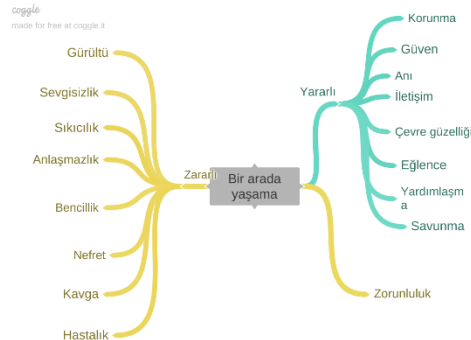 coggle
made for free at coggle.it
Gürültü
Sevgisizlik
Sıkıcılık
Anlaşmazlık
Bencillik
Nefret
Kavga
Hastalık
Zararlı
Bir arada
yaşama
Yararlı
Korunma
Güven
Anı
İletişim
Çevre güzelliği
Eğlence
Yardımlaşm
a
Savunma
Zorunluluk